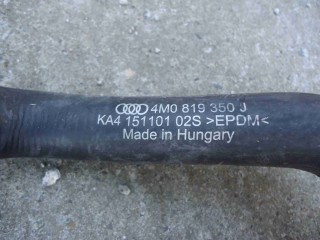 4M0 819 350 J
KA4 151101 02S >EPDM<
Made in Hungary